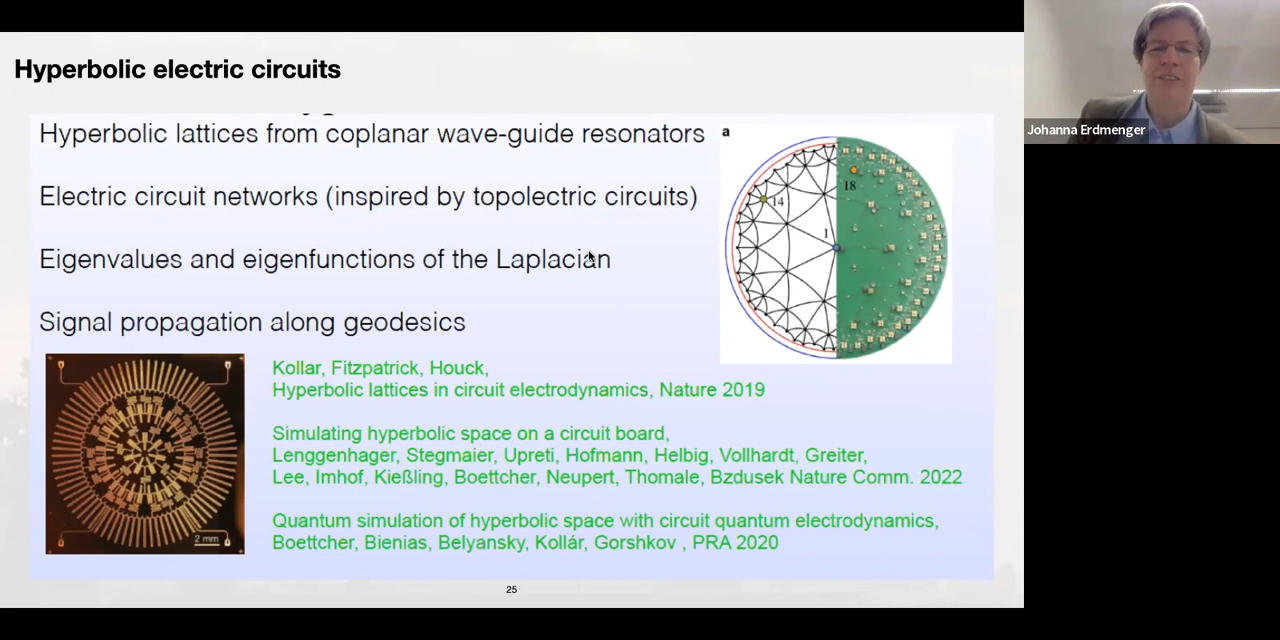 Hyperbolic electric circuits
Hyperbolic lattices from coplanar wave-guide resonators
Electric circuit networks (inspired by topolectric circuits)
Eigenvalues and eigenfunctions of the Laplacian
Signal propagation along geodesics
a
18
14
1
2 mm
Kollar, Fitzpatrick, Houck,
Hyperbolic lattices in circuit electrodynamics, Nature 2019
Simulating hyperbolic space on a circuit board,
Lenggenhager, Stegmaier, Upreti, Hofmann, Helbig, Vollhardt, Greiter,
Lee, Imhof, Kießling, Boettcher, Neupert, Thomale, Bzdusek Nature Comm. 2022
Quantum simulation of hyperbolic space with circuit quantum electrodynamics,
Boettcher, Bienias, Belyansky, Kollár, Gorshkov , PRA 2020
25
Johanna Erdmenger